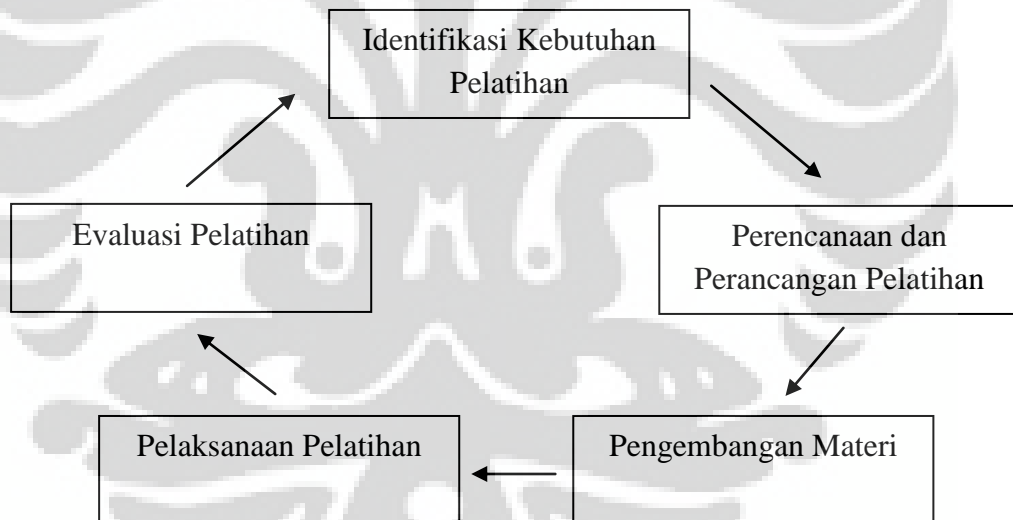 Identifikasi Kebutuhan
Pelatihan
Perencanaan dan
Perancangan Pelatihan
Pengembangan Materi
Pelaksanaan Pelatihan
Evaluasi Pelatihan